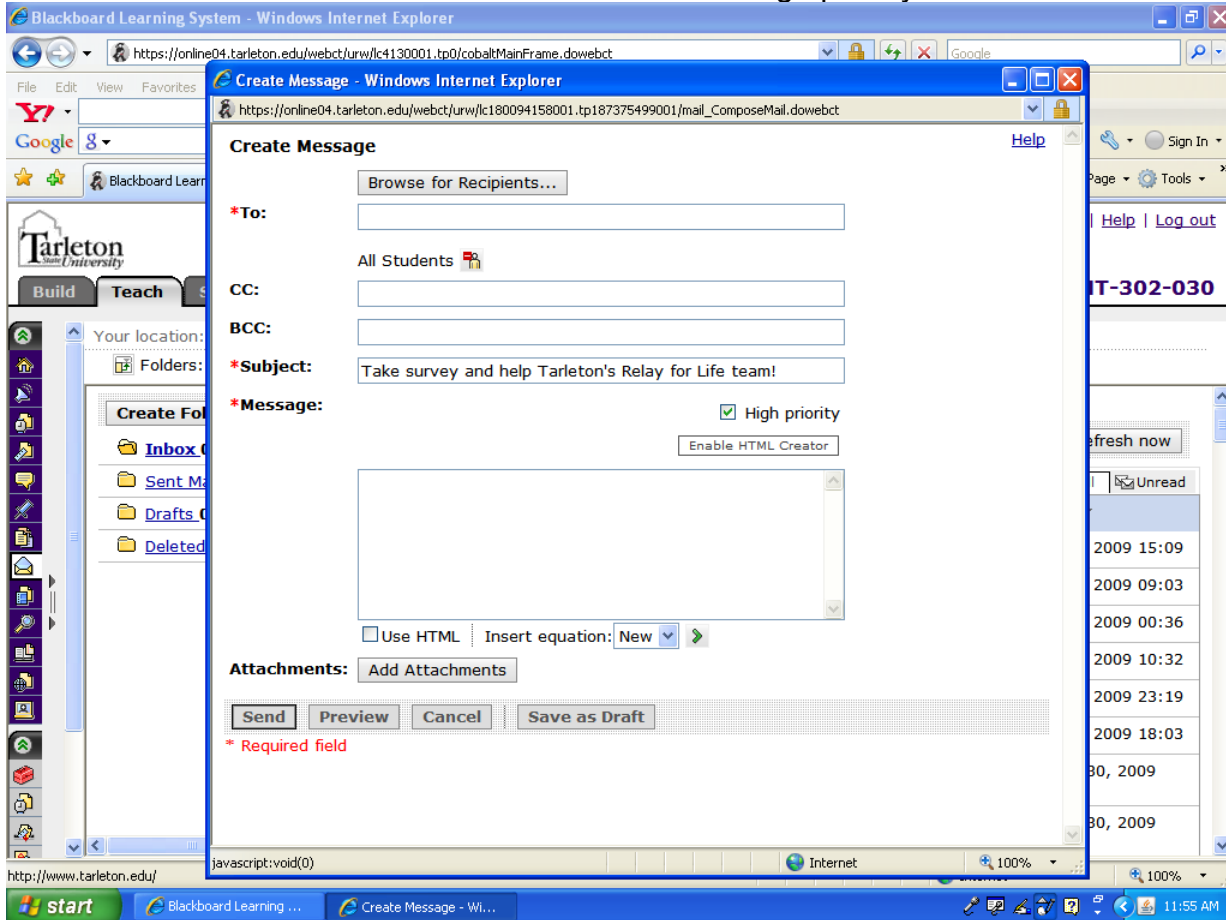 Blackboard Learning System - Windows Internet Explorer
https://online04.tarleton.edu/webct/urw/lc4130001.tp0/cobaltMainFrame.dowebct
Google
File Edit View Favorites
Create Message - Windows Internet Explorer
https://online04.tarleton.edu/webct/urw/lc180094158001.tp187375499001/mail_ComposeMail.dowebct
Y!
Google
Sign In
Blackboard Learn
Page
Tools
Create Message
Help
Browse for Recipients...
*To:
All Students
CC:
BCC:
*Subject:
Take survey and help Tarleton's Relay for Life team!
*Message:
High priority
Enable HTML Creator
Use HTML
Insert equation:
New
Attachments:
Add Attachments
Send
Preview
Cancel
Save as Draft
* Required field
javascript:void(0)
Internet
100%
Tarleton
State University
| Help | Log out
Build
Teach
T-302-030
Your location:
Folders:
Create Fol
Inbox
Sent Ma
Drafts
Deleted
efresh now
Unread
2009 15:09
2009 09:03
2009 00:36
2009 10:32
2009 23:19
2009 18:03
30, 2009
30, 2009
http://www.tarleton.edu/
100%
start
Blackboard Learning ...
Create Message - Wi...
11:55 AM